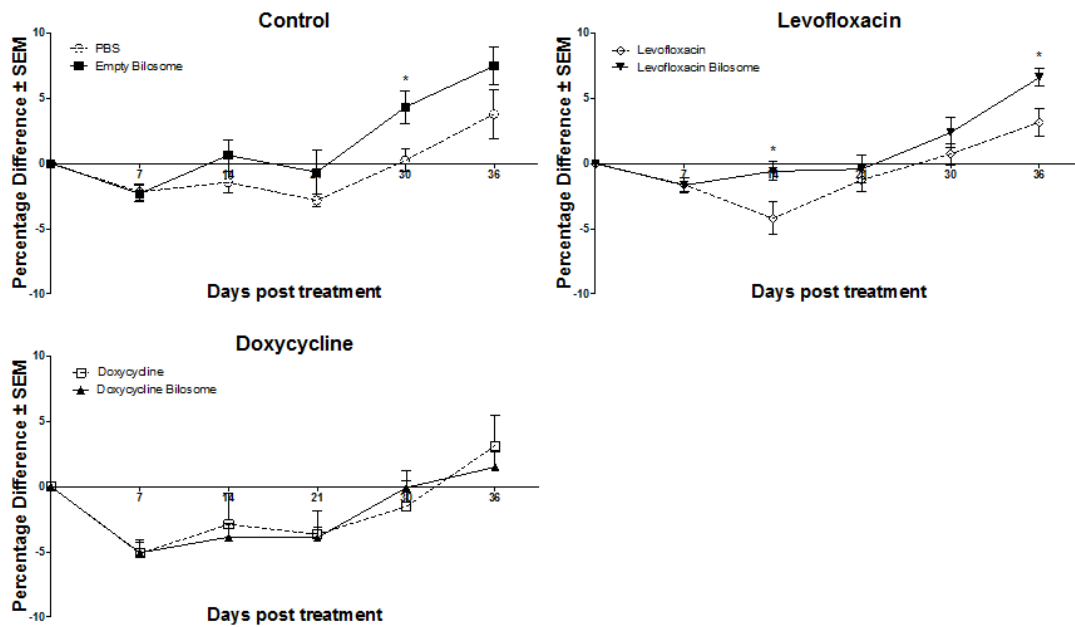 Control
Percentage Difference ± SEM
10
5
0
-5
-10
PBS
Empty Bilosome
*
7
14
30
36
Days post treatment
Levofloxacin
Percentage Difference ± SEM
10
5
0
-5
-10
Levofloxacin
Levofloxacin Bilosome
*
*
7
30
36
Days post treatment
Doxycycline
Percentage Difference ± SEM
10
5
0
-5
-10
Doxycycline
Doxycycline Bilosome
7
14
21
30
36
Days post treatment